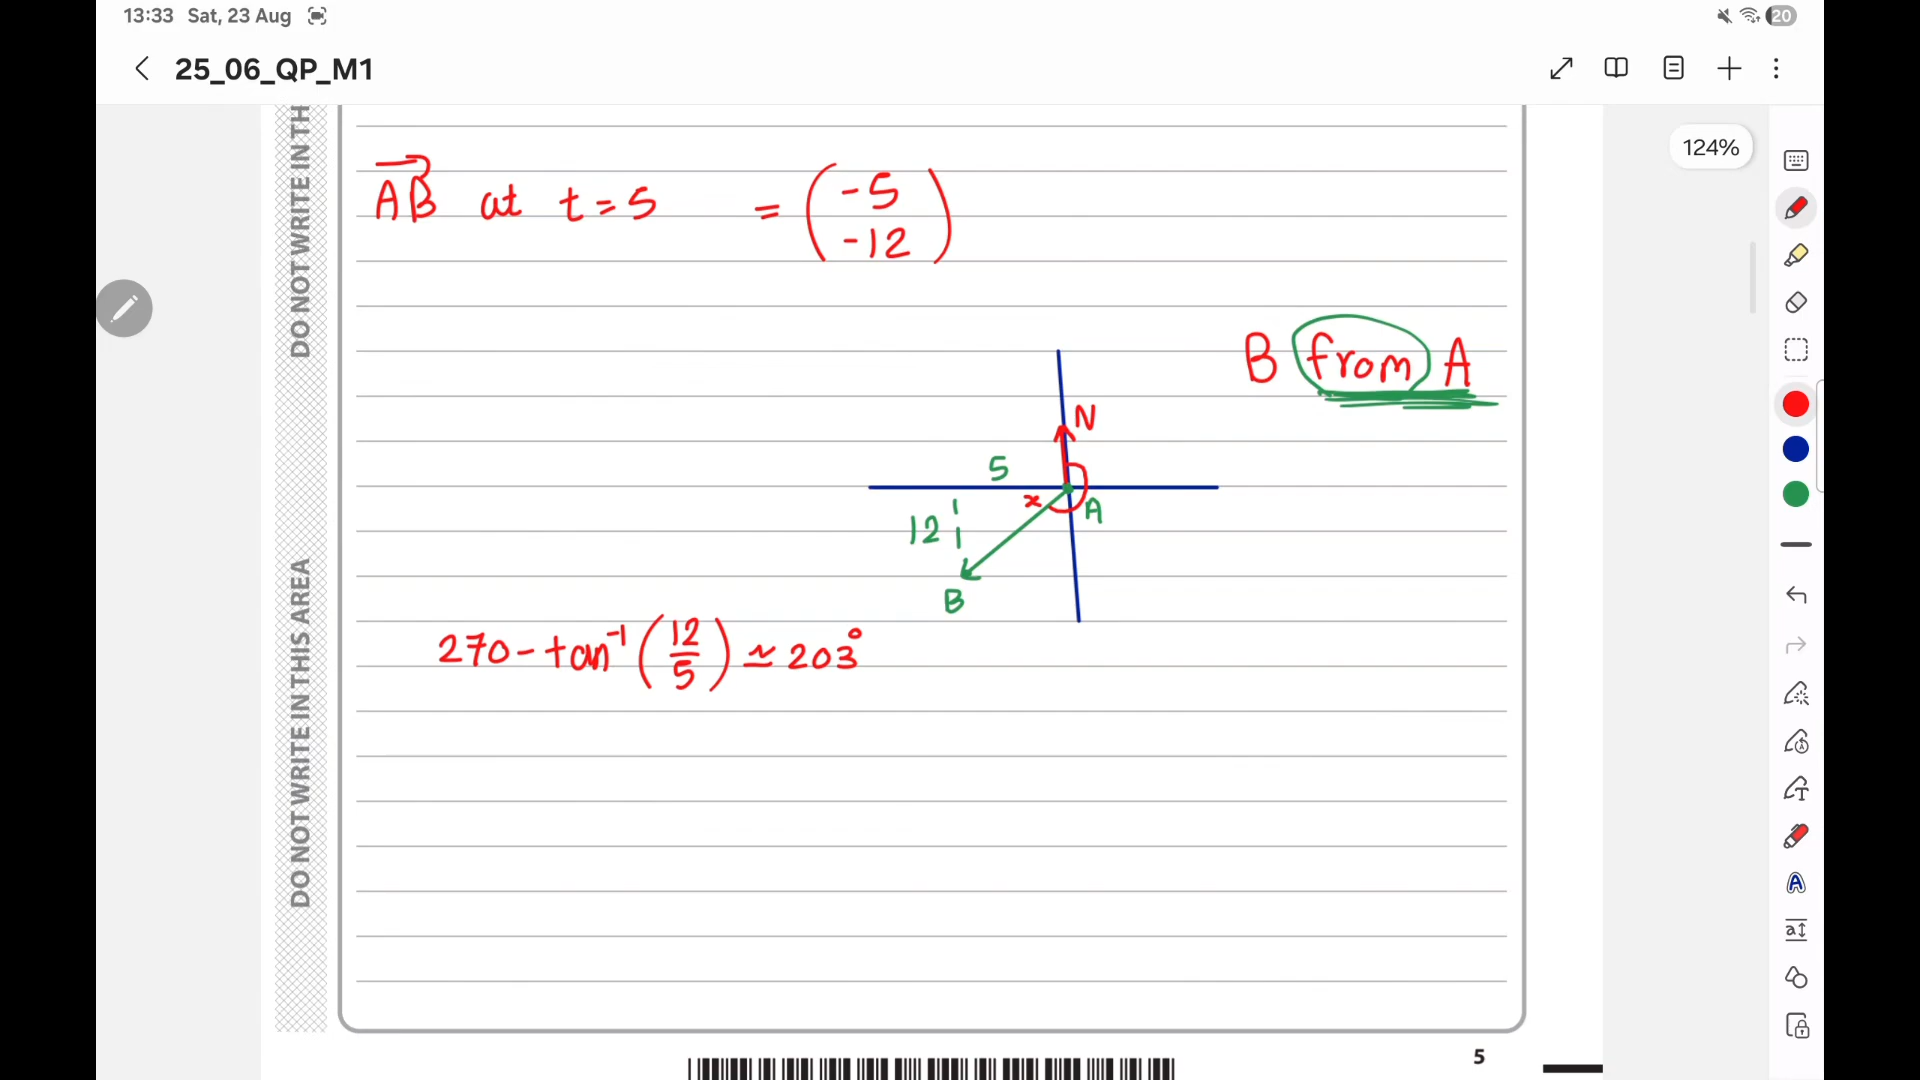 13:33 Sat, 23 Aug
20
25_06_QP_M1
124%
DO NOT WRITE IN TH
DO NOT WRITE IN THIS AREA
AB at t = 5 = (-5
-12)
B from A
N
5
x
A
12
B
270 - tan⁻¹(12/5) ≃ 203°
5